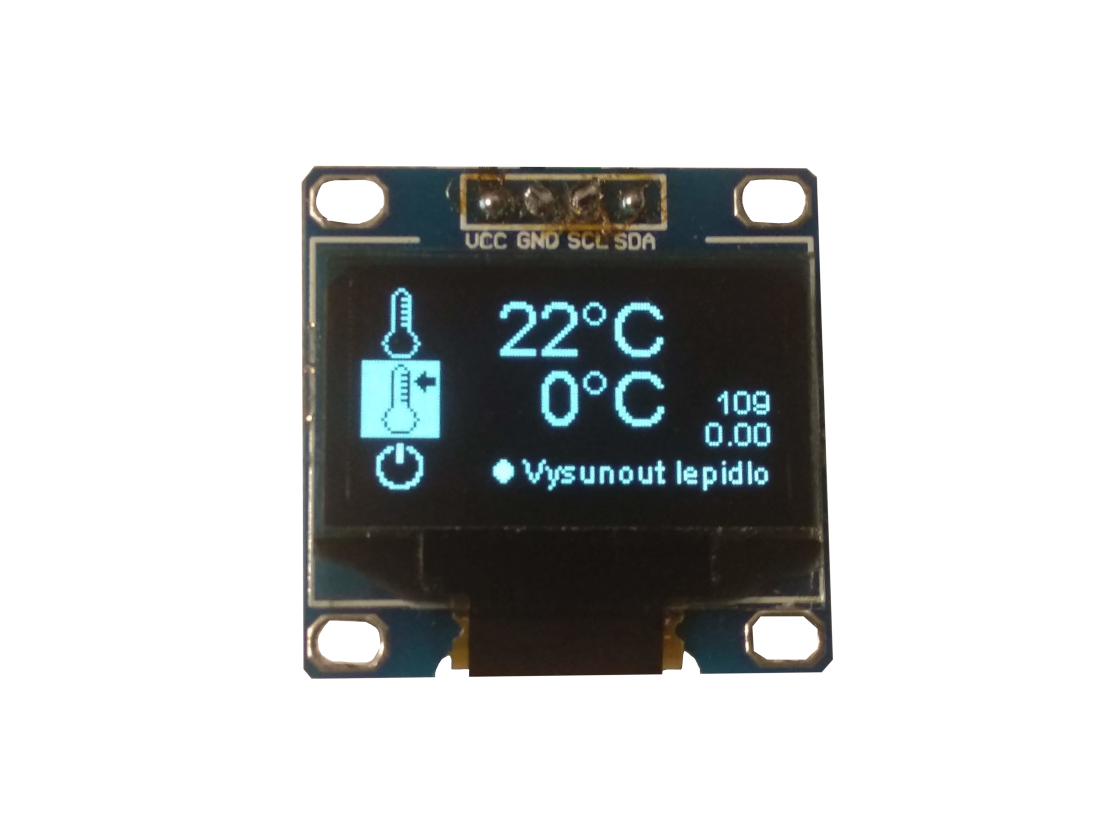 VCC GND SCL SDA
22°C
0°C
109
0.00
Vysunout lepidlo